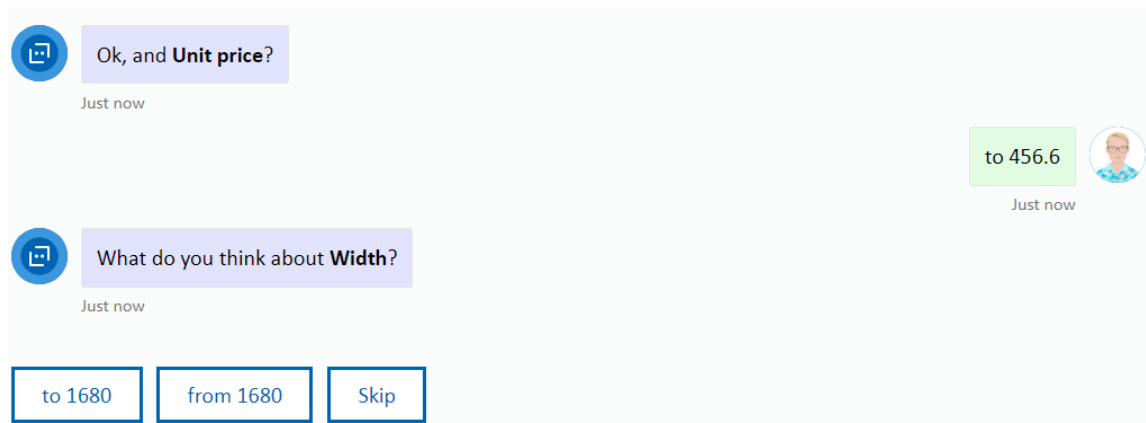 Ok, and Unit price?
Just now
to 456.6
Just now
What do you think about Width?
Just now
to 1680 from 1680 Skip